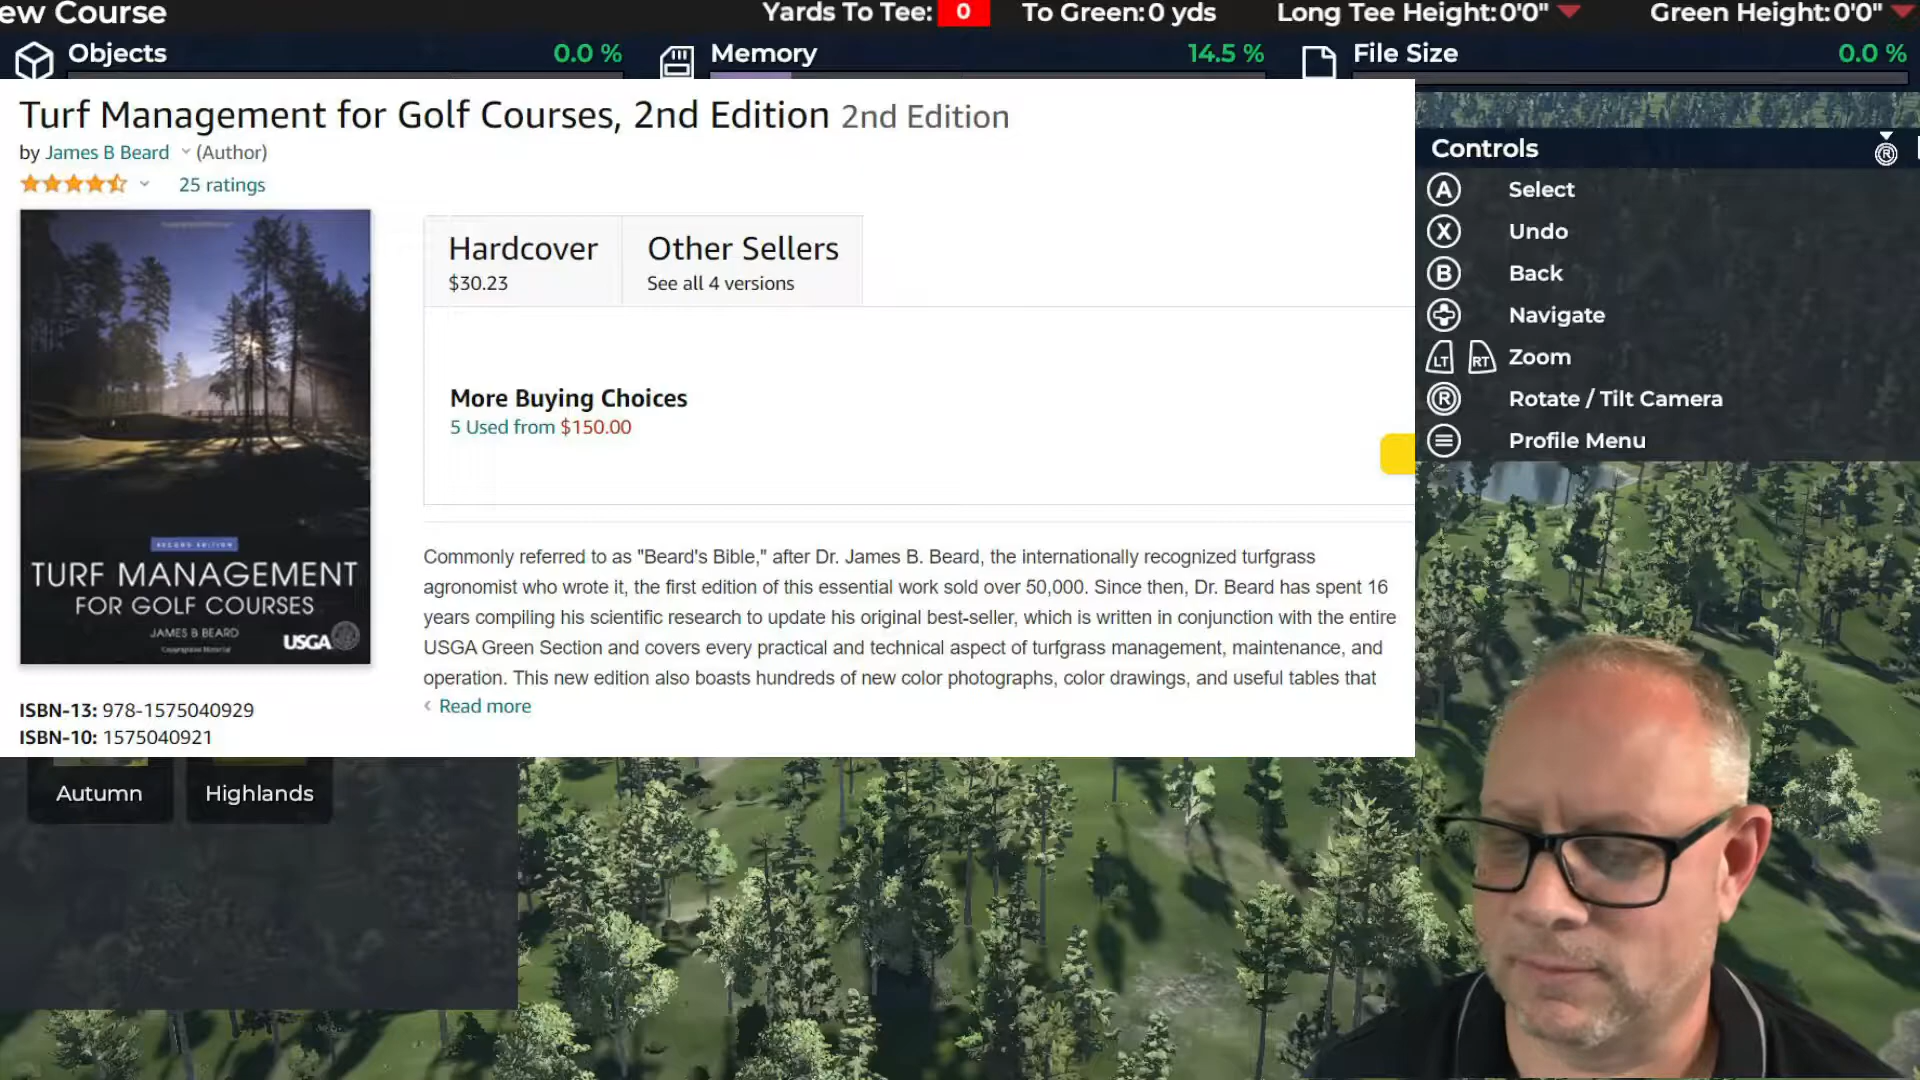 ew Course
Yards To Tee: 0
To Green:0 yds
Long Tee Height:0'0"
Green Height:0'0"
Objects
0.0 %
Memory
14.5 %
File Size
0.0 %
Turf Management for Golf Courses, 2nd Edition 2nd Edition
by James B Beard (Author)
25 ratings
Hardcover
$30.23
Other Sellers
See all 4 versions
More Buying Choices
5 Used from $150.00
SECOND EDITION
TURF MANAGEMENT
FOR GOLF COURSES
JAMES B BEARD
Copyrighted Material
USGA
Commonly referred to as "Beard's Bible," after Dr. James B. Beard, the internationally recognized turfgrass
agronomist who wrote it, the first edition of this essential work sold over 50,000. Since then, Dr. Beard has spent 16
years compiling his scientific research to update his original best-seller, which is written in conjunction with the entire
USGA Green Section and covers every practical and technical aspect of turfgrass management, maintenance, and
operation. This new edition also boasts hundreds of new color photographs, color drawings, and useful tables that
Read more
ISBN-13: 978-1575040929
ISBN-10: 1575040921
Controls
R
A Select
X Undo
B Back
Navigate
LT RT Zoom
R Rotate / Tilt Camera
Profile Menu
Autumn
Highlands